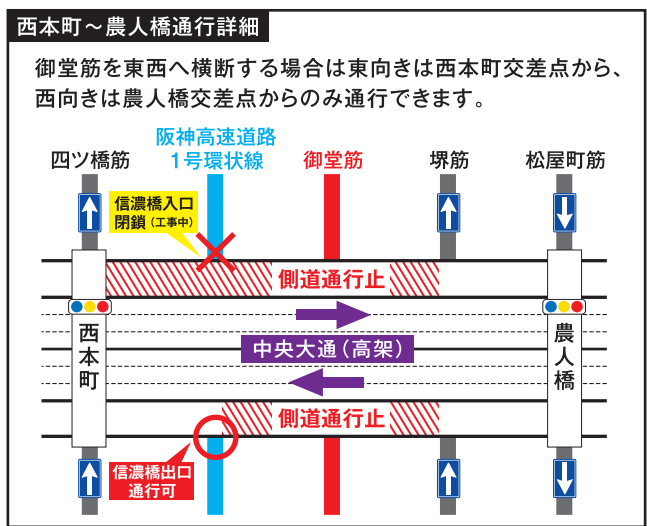 西本町～農人橋通行詳細
御堂筋を東西へ横断する場合は東向きは西本町交差点から、
西向きは農人橋交差点からのみ通行できます。
四ツ橋筋
阪神高速道路
1号環状線
御堂筋
堺筋
松屋町筋
信濃橋入口
閉鎖（工事中）
側道通行止
西本町
中央大通（高架）
農人橋
側道通行止
信濃橋出口
通行可